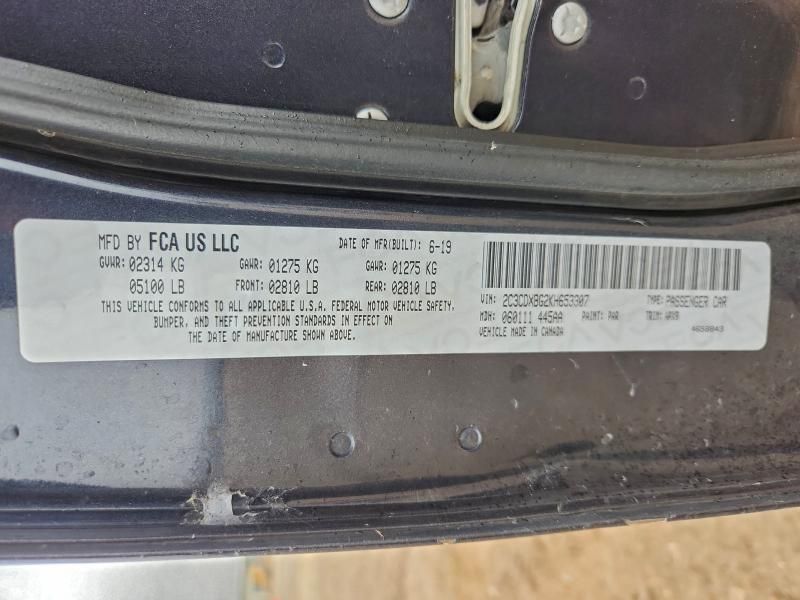 MFD BY FCA US LLC DATE OF MFR(BUILT): 6-19
GVWR: 02314 KG GAWR: 01275 KG GAWR: 01275 KG
05100 LB FRONT: 02810 LB REAR: 02810 LB
THIS VEHICLE CONFORMS TO ALL APPLICABLE U.S.A. FEDERAL MOTOR VEHICLE SAFETY,
BUMPER, AND THEFT PREVENTION STANDARDS IN EFFECT ON
THE DATE OF MANUFACTURE SHOWN ABOVE.
VIN: 2C3CDXBG2KH653307 TYPE: PASSENGER CAR
MDH: 060111 445AA PAINT: PAR TRIM: APX9
VEHICLE MADE IN CANADA